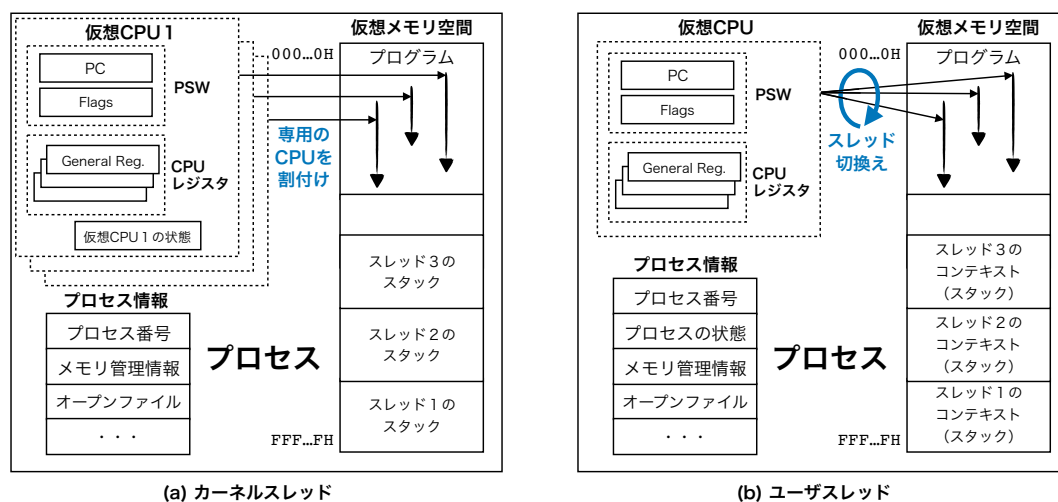 仮想CPU1
PC
Flags
PSW
General Reg.
CPU
レジスタ
仮想CPU1の状態
専用の
CPUを
割付け
仮想メモリ空間
000...0H
プログラム
スレッド3の
スタック
スレッド2の
スタック
スレッド1の
スタック
FFF...FH
プロセス情報
プロセス番号
メモリ管理情報
オープンファイル
・・・
プロセス
(a) カーネルスレッド
仮想CPU
PC
Flags
PSW
General Reg.
CPU
レジスタ
スレッド
切換え
仮想メモリ空間
000...0H
プログラム
スレッド3の
コンテキスト
(スタック)
スレッド2の
コンテキスト
(スタック)
スレッド1の
コンテキスト
(スタック)
FFF...FH
プロセス情報
プロセス番号
プロセスの状態
メモリ管理情報
オープンファイル
・・・
プロセス
(b) ユーザスレッド